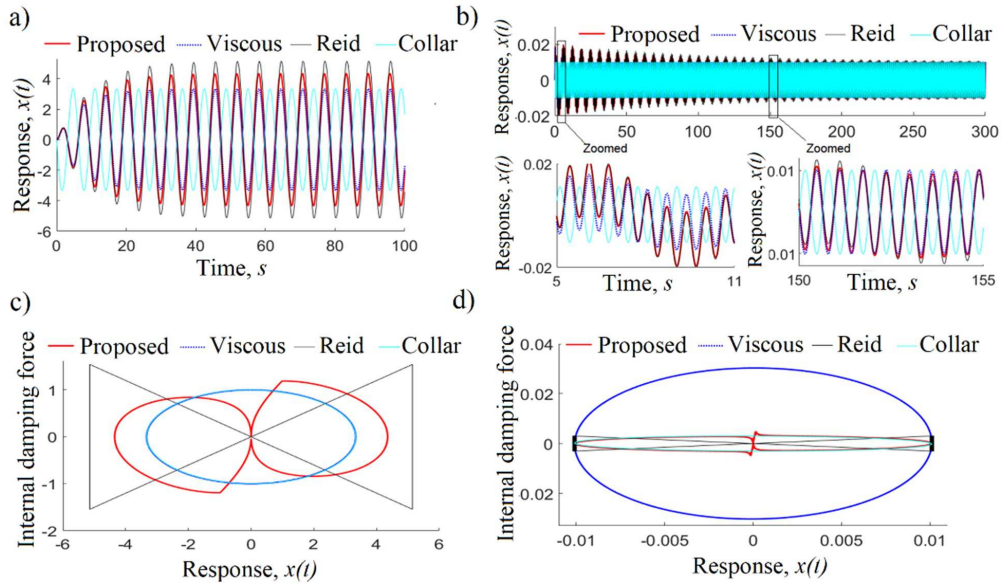 a)
Proposed Viscous Reid Collar
Response, x(t)
4
2
0
-2
-4
-6
0 20 40 60 80 100
Time, s
b)
Proposed Viscous Reid Collar
Response, x(t)
0.02
0
-0.02
0 50 100 150 200 250 300
Zoomed
Zoomed
Response, x(t)
0.02
-0.02
5 11
Time, s
Response, x(t)
0.01
0.01
150 155
Time, s
c)
Proposed Viscous Reid Collar
Internal damping force
1
0
-1
-2
-6 -4 -2 0 2 4 6
Response, x(t)
d)
Proposed Viscous Reid Collar
Internal damping force
0.04
0.02
0
0.02
-0.01 -0.005 0 0.005 0.01
Response, x(t)